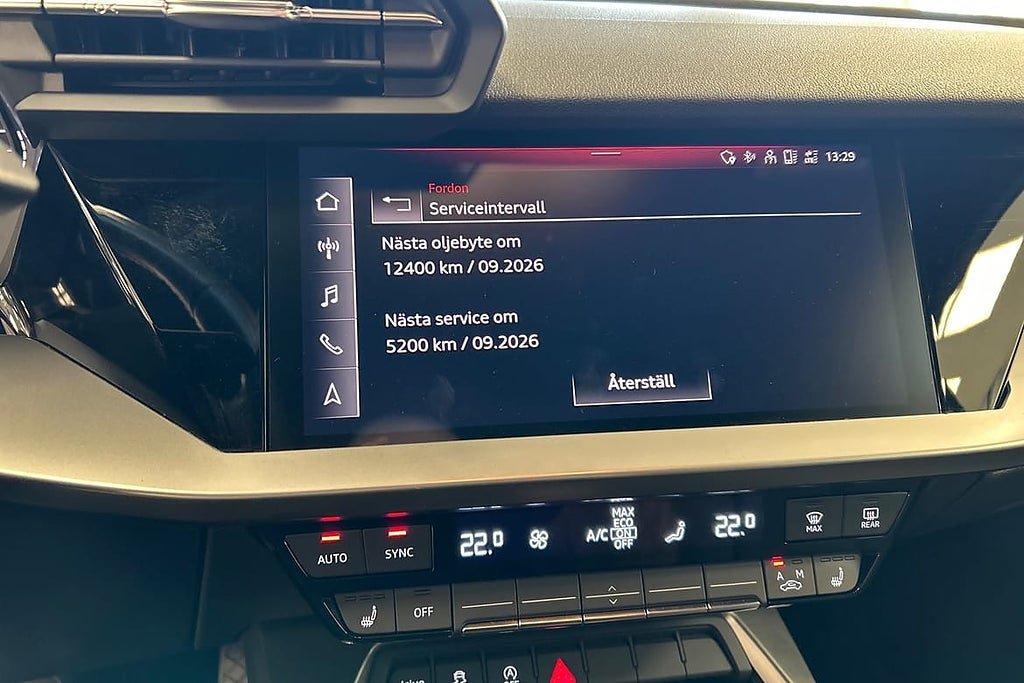 13:29
Fordon
Serviceintervall
Nästa oljebyte om
12400 km / 09.2026
Nästa service om
5200 km / 09.2026
Återställ
AUTO
SYNC
22.0
A/C
MAX
ECO
ON
OFF
22.0
MAX
REAR
OFF
A M
OFF